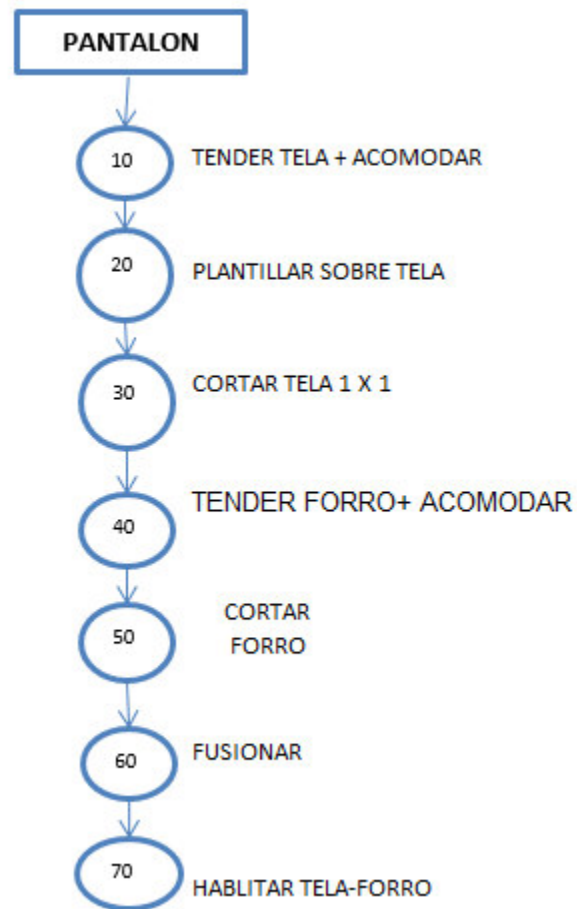 PANTALON
10 TENDER TELA + ACOMODAR
20 PLANTILLAR SOBRE TELA
30 CORTAR TELA 1 X 1
40 TENDER FORRO+ ACOMODAR
50 CORTAR
FORRO
60 FUSIONAR
70 HABLITAR TELA-FORRO